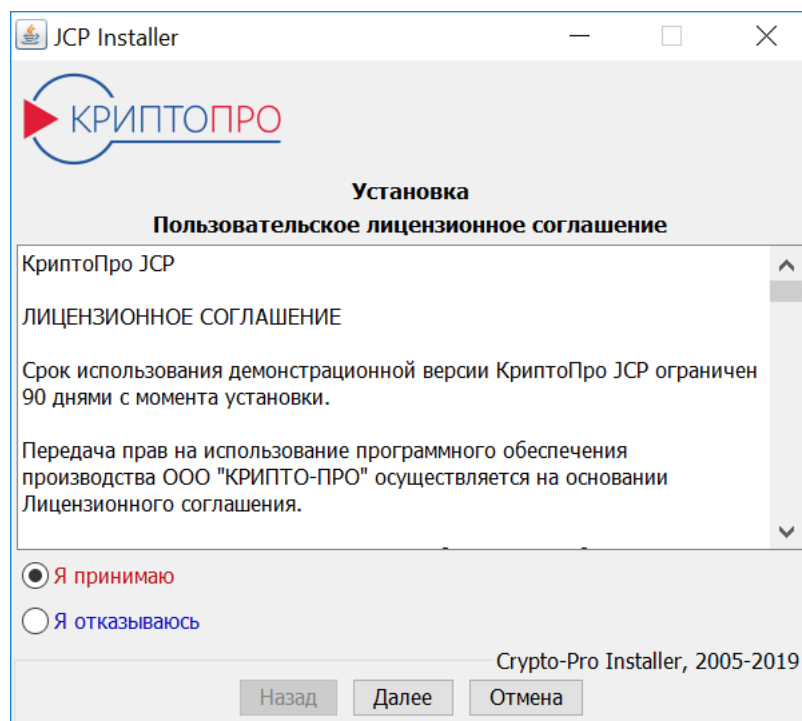 JCP Installer
КРИПТОПРО
Установка
Пользовательское лицензионное соглашение
КриптоПро JCP
ЛИЦЕНЗИОННОЕ СОГЛАШЕНИЕ
Срок использования демонстрационной версии КриптоПро JCP ограничен
90 днями с момента установки.
Передача прав на использование программного обеспечения
производства ООО "КРИПТО-ПРО" осуществляется на основании
Лицензионного соглашения.
Я принимаю
Я отказываюсь
Crypto-Pro Installer, 2005-2019
Назад Далее Отмена